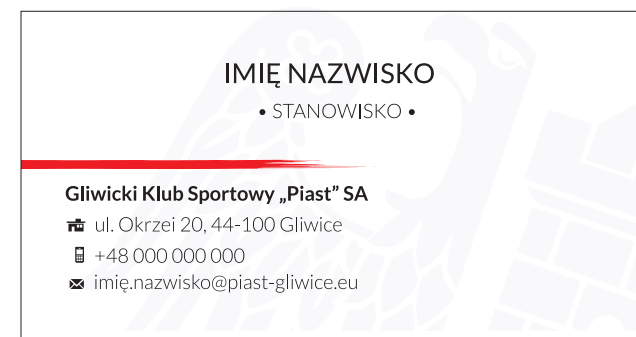 IMIĘ NAZWISKO
• STANOWISKO •
Gliwicki Klub Sportowy „Piast” SA
ul. Okrzei 20, 44-100 Gliwice
+48 000 000 000
imię.nazwisko@piast-gliwice.eu